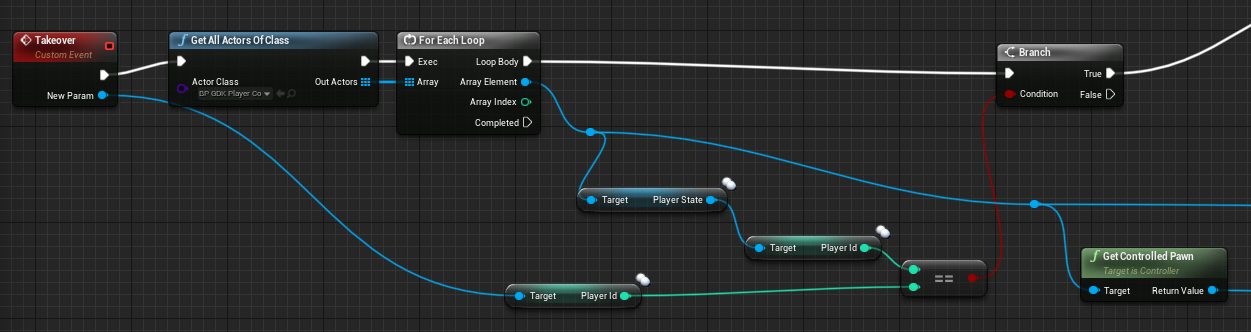 Takeover
Custom Event
New Param
Get All Actors Of Class
Actor Class
BP GDK Player Co
Out Actors
For Each Loop
Exec
Loop Body
Array
Array Element
Array Index
Completed
Branch
True
Condition
False
Target
Player State
Target
Player Id
==
Target
Player Id
Get Controlled Pawn
Target is Controller
Target
Return Value